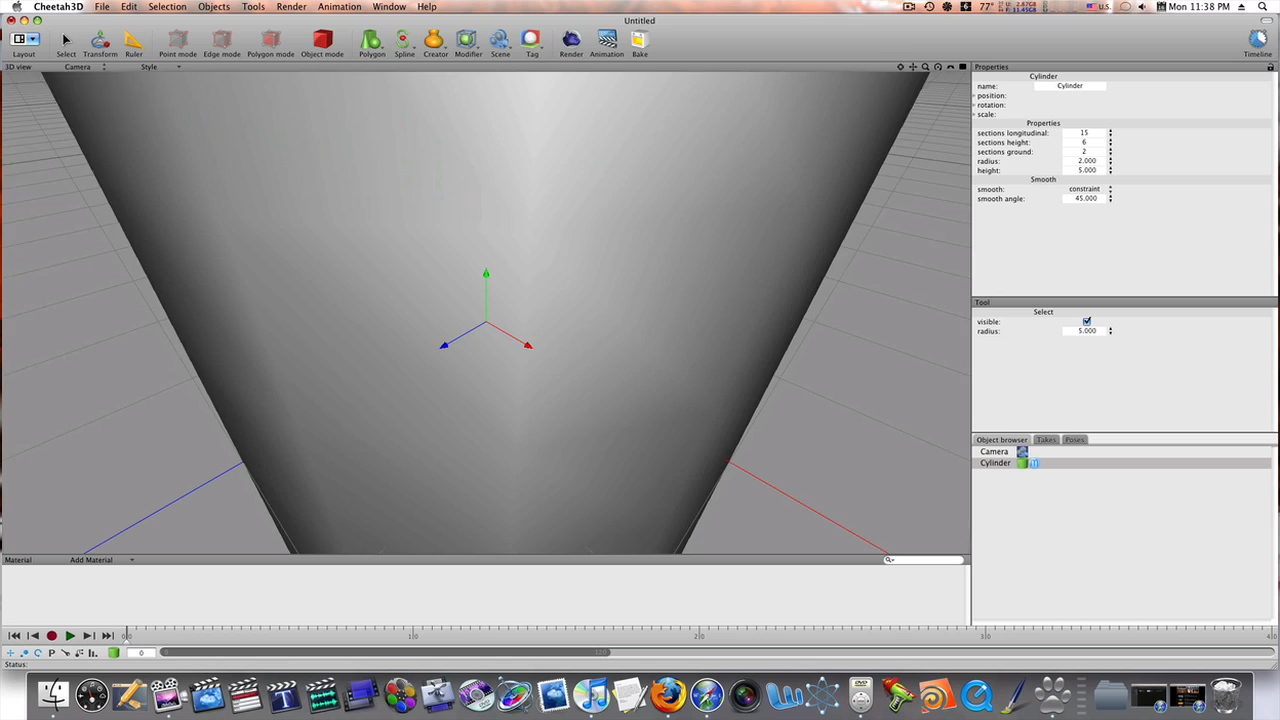 Cheetah3D File Edit Selection Objects Tools Render Animation Window Help 77° U.S. Mon 11:38 PM
Untitled
Layout Select Transform Ruler Point mode Edge mode Polygon mode Object mode Polygon Spline Creator Modifier Scene Tag Render Animation Bake Timeline
3D view Camera Style
Properties
Cylinder
name: Cylinder
position:
rotation:
scale:
Properties
sections longitudinal: 15
sections height: 6
sections ground: 2
radius: 2.000
height: 5.000
Smooth
smooth: constraint
smooth angle: 45.000
Tool
Select
visible:
radius: 5.000
Object browser Takes Poses
Camera
Cylinder
Material Add Material
0 120
Status: